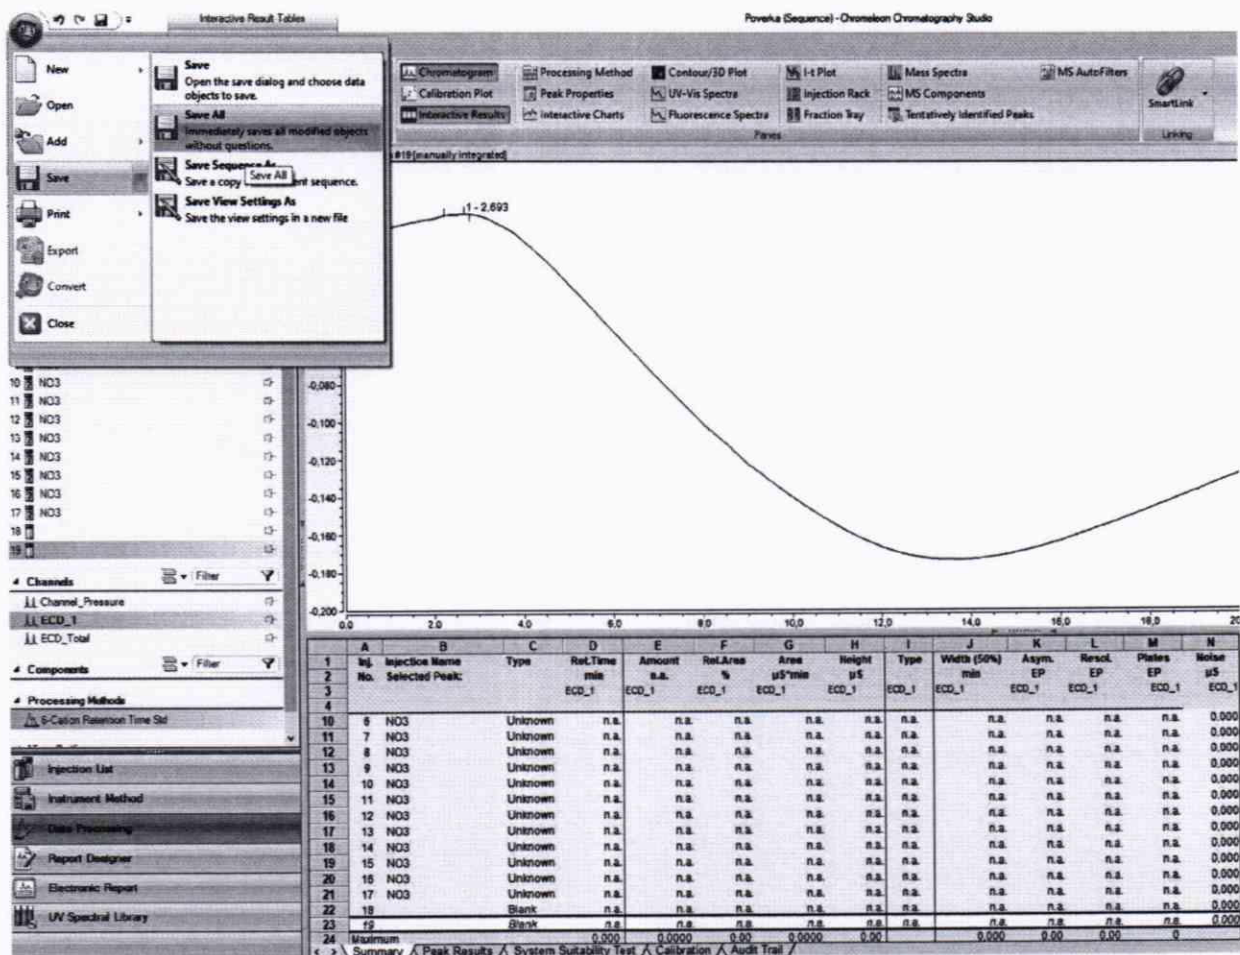 Interactive Result Tables
Poverka (Sequence) - Chromeleon Chromatography Studio
New
Open
Add
Save
Print
Export
Convert
Close
Save
Open the save dialog and choose data
objects to save.
Save All
Immediately saves all modified objects
without questions.
Save Sequence As
Save a copy
ent sequence.
Save All
Save View Settings As
Save the view settings in a new file
Chromatogram
Calibration Plot
Interactive Results
Processing Method
Peak Properties
Interactive Charts
Contour/3D Plot
UV-Vis Spectra
Fluorescence Spectra
I-t Plot
Injection Rack
Fraction Tray
Mass Spectra
MS Components
Tentatively Identified Peaks
MS AutoFilters
SmartLink
Panes
Linking
#19 [manually integrated]
1 - 2,693
-0,080
-0,100
-0,120
-0,140
-0,160
-0,180
-0,200
0,0 2,0 4,0 6,0 8,0 10,0 12,0 14,0 16,0 18,0 20
10 NO3
11 NO3
12 NO3
13 NO3
14 NO3
15 NO3
16 NO3
17 NO3
18
19
Channels Filter
Channel_Pressure
ECD_1
ECD_Total
Components Filter
Processing Methods
6-Cation Retention Time Std
Injection List
Instrument Method
Data Processing
Report Designer
Electronic Report
UV Spectral Library
A B C D E F G H I J K L M N
1 Inj. Injection Name Type Ret.Time Amount Rel.Area Area Height Type Width (50%) Asym. Resol. Plates Noise
2 No. Selected Peak: min n.a. % µS*min µS min EP EP EP µS
3 ECD_1 ECD_1 ECD_1 ECD_1 ECD_1 ECD_1 ECD_1 ECD_1 ECD_1 ECD_1 ECD_1
4
10 6 NO3 Unknown n.a. n.a. n.a. n.a. n.a. n.a. n.a. n.a. n.a. n.a. 0,000
11 7 NO3 Unknown n.a. n.a. n.a. n.a. n.a. n.a. n.a. n.a. n.a. n.a. 0,000
12 8 NO3 Unknown n.a. n.a. n.a. n.a. n.a. n.a. n.a. n.a. n.a. n.a. 0,000
13 9 NO3 Unknown n.a. n.a. n.a. n.a. n.a. n.a. n.a. n.a. n.a. n.a. 0,000
14 10 NO3 Unknown n.a. n.a. n.a. n.a. n.a. n.a. n.a. n.a. n.a. n.a. 0,000
15 11 NO3 Unknown n.a. n.a. n.a. n.a. n.a. n.a. n.a. n.a. n.a. n.a. 0,000
16 12 NO3 Unknown n.a. n.a. n.a. n.a. n.a. n.a. n.a. n.a. n.a. n.a. 0,000
17 13 NO3 Unknown n.a. n.a. n.a. n.a. n.a. n.a. n.a. n.a. n.a. n.a. 0,000
18 14 NO3 Unknown n.a. n.a. n.a. n.a. n.a. n.a. n.a. n.a. n.a. n.a. 0,000
19 15 NO3 Unknown n.a. n.a. n.a. n.a. n.a. n.a. n.a. n.a. n.a. n.a. 0,000
20 16 NO3 Unknown n.a. n.a. n.a. n.a. n.a. n.a. n.a. n.a. n.a. n.a. 0,000
21 17 NO3 Unknown n.a. n.a. n.a. n.a. n.a. n.a. n.a. n.a. n.a. n.a. 0,000
22 18 Blank n.a. n.a. n.a. n.a. n.a. n.a. n.a. n.a. n.a. n.a. 0,000
23 19 Blank n.a. n.a. n.a. n.a. n.a. n.a. n.a. n.a. n.a. n.a. 0,000
24 Maximum 0,000 0,0000 0,00 0,0000 0,00 0,000 0,00 0,00 0
Summary Peak Results System Suitability Test Calibration Audit Trail